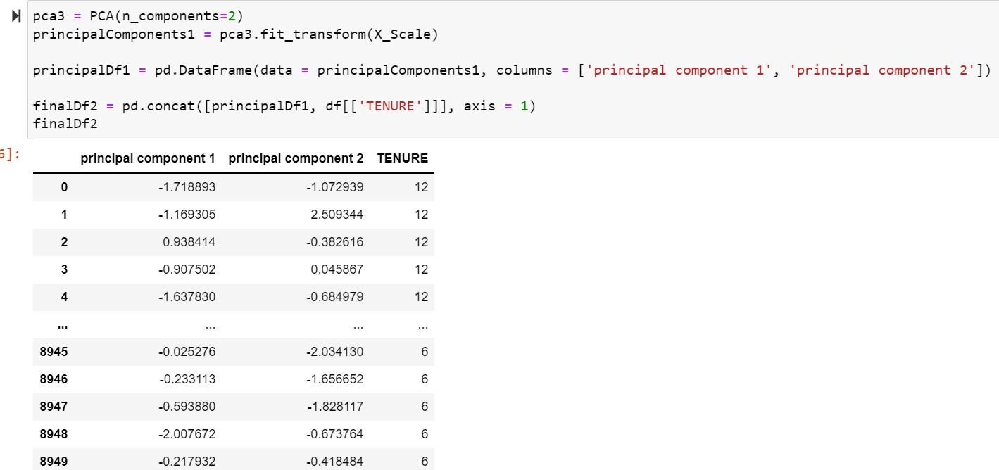 pca3 = PCA(n_components=2)
principalComponents1 = pca3.fit_transform(X_Scale)
principalDf1 = pd.DataFrame(data = principalComponents1, columns = ['principal component 1', 'principal component 2'])
finalDf2 = pd.concat([principalDf1, df[['TENURE']]], axis = 1)
finalDf2
6]:
principal component 1 principal component 2 TENURE
0 -1.718893 -1.072939 12
1 -1.169305 2.509344 12
2 0.938414 -0.382616 12
3 -0.907502 0.045867 12
4 -1.637830 -0.684979 12
... ... ... ...
8945 -0.025276 -2.034130 6
8946 -0.233113 -1.656652 6
8947 -0.593880 -1.828117 6
8948 -2.007672 -0.673764 6
8949 -0.217932 -0.418484 6